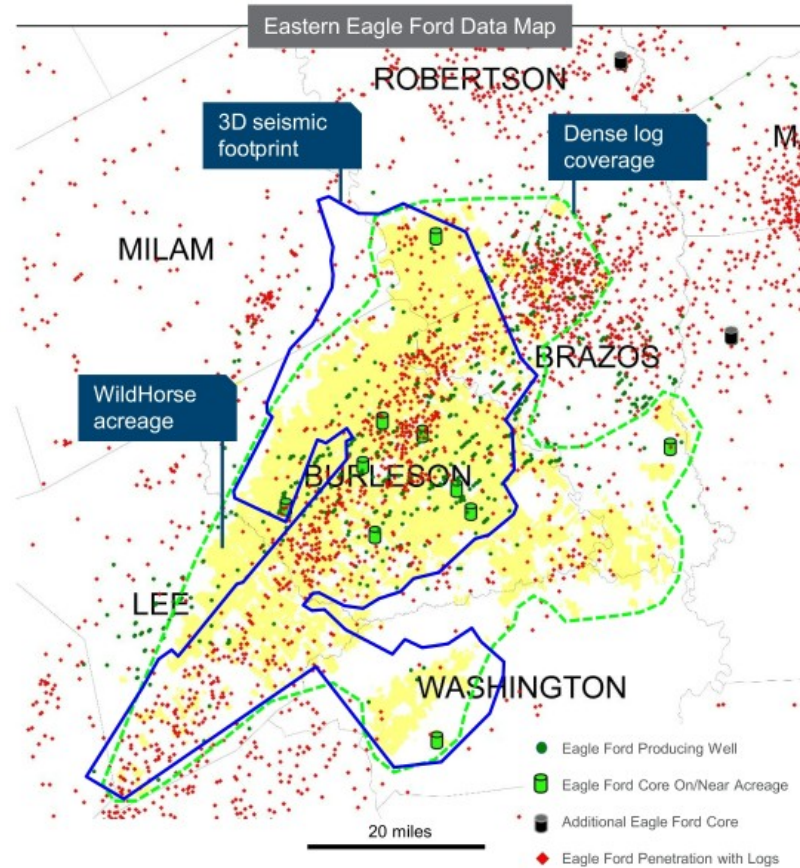 Eastern Eagle Ford Data Map
ROBERTSON
3D seismic
footprint
Dense log
coverage
M
MILAM
BRAZOS
WildHorse
acreage
BURLESON
LEE
WASHINGTON
Eagle Ford Producing Well
Eagle Ford Core On/Near Acreage
Additional Eagle Ford Core
20 miles
Eagle Ford Penetration with Logs